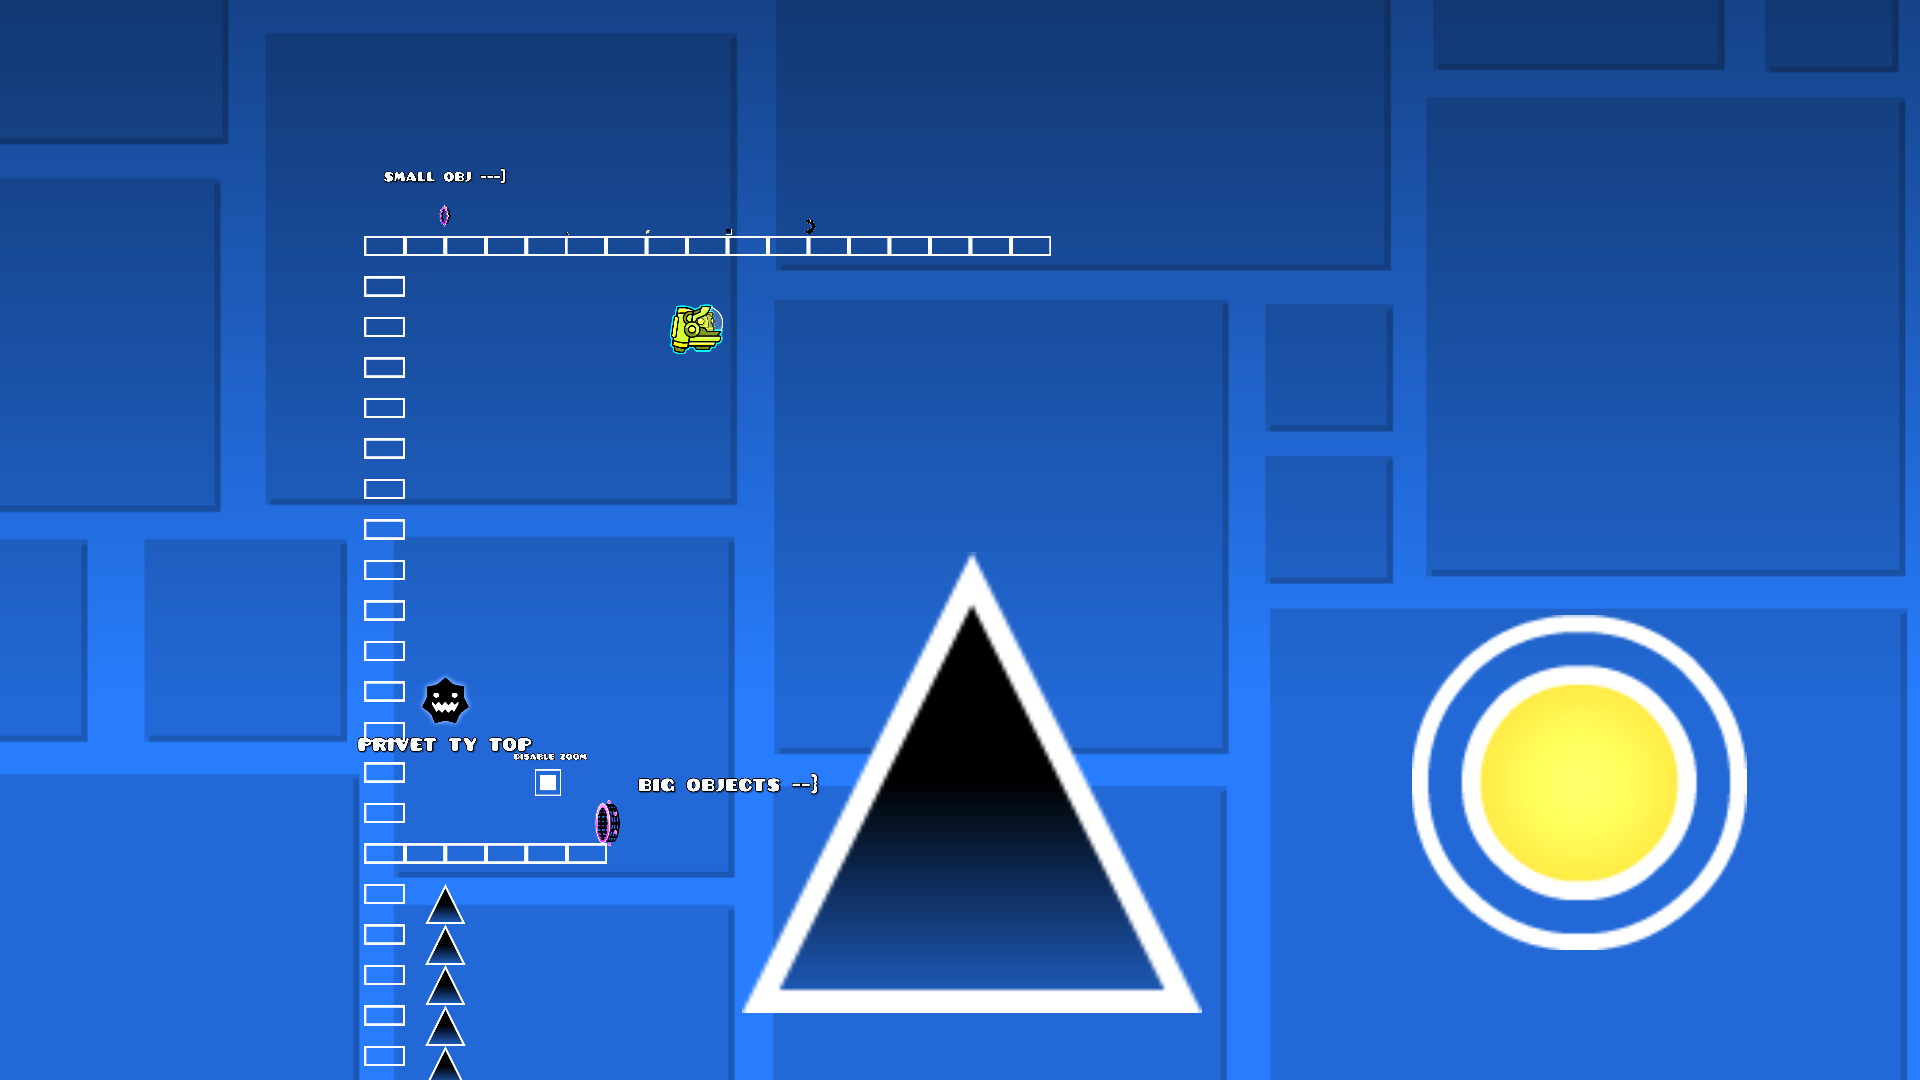 SMALL OBJ ---]
PRIVET TY TOP
DISABLE ZOOM
BIG OBJECTS --}